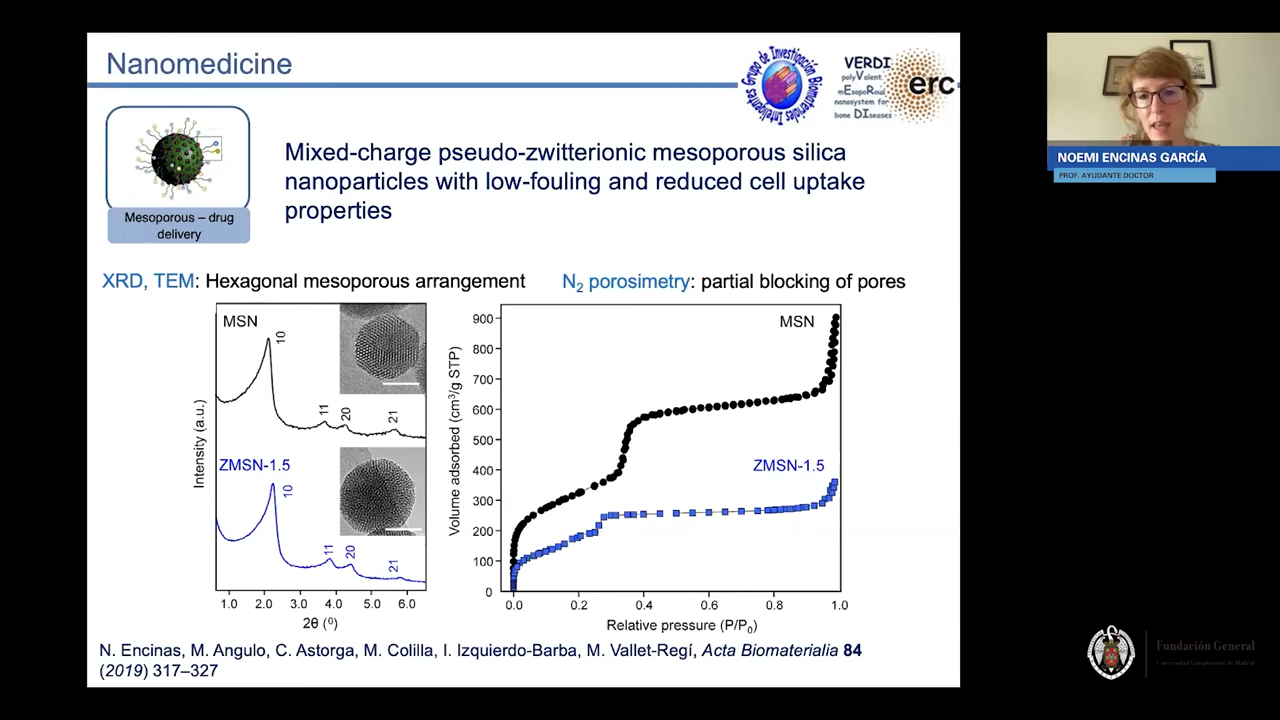 Nanomedicine
Grupo de Investigación Biomateriales Inteligentes
VERDI
polyValent
mEsopoRous
nanosystem for
bone DIseases
erc
Mesoporous – drug
delivery
Mixed-charge pseudo-zwitterionic mesoporous silica
nanoparticles with low-fouling and reduced cell uptake
properties
XRD, TEM: Hexagonal mesoporous arrangement
N2 porosimetry: partial blocking of pores
MSN
10
11
20
21
ZMSN-1.5
10
11
20
21
Intensity (a.u.)
1.0 2.0 3.0 4.0 5.0 6.0
2θ (⁰)
MSN
ZMSN-1.5
Volume adsorbed (cm³/g STP)
900
800
700
600
500
400
300
200
100
0
0.0 0.2 0.4 0.6 0.8 1.0
Relative pressure (P/P0)
N. Encinas, M. Angulo, C. Astorga, M. Colilla, I. Izquierdo-Barba, M. Vallet-Regí, Acta Biomaterialia 84
(2019) 317–327
NOEMI ENCINAS GARCÍA
PROF. AYUDANTE DOCTOR
Fundación General
Universidad Complutense de Madrid